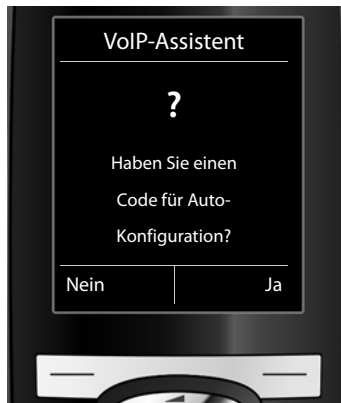 VoIP-Assistent
?
Haben Sie einen
Code für Auto-
Konfiguration?
Nein Ja